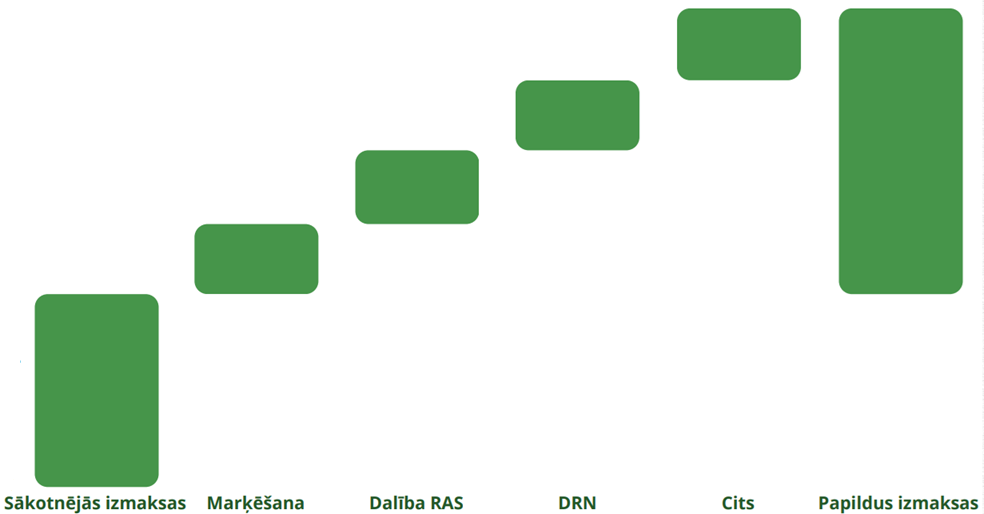 Sākotnējās izmaksas
Marķēšana
Dalība RAS
DRN
Cits
Papildus izmaksas